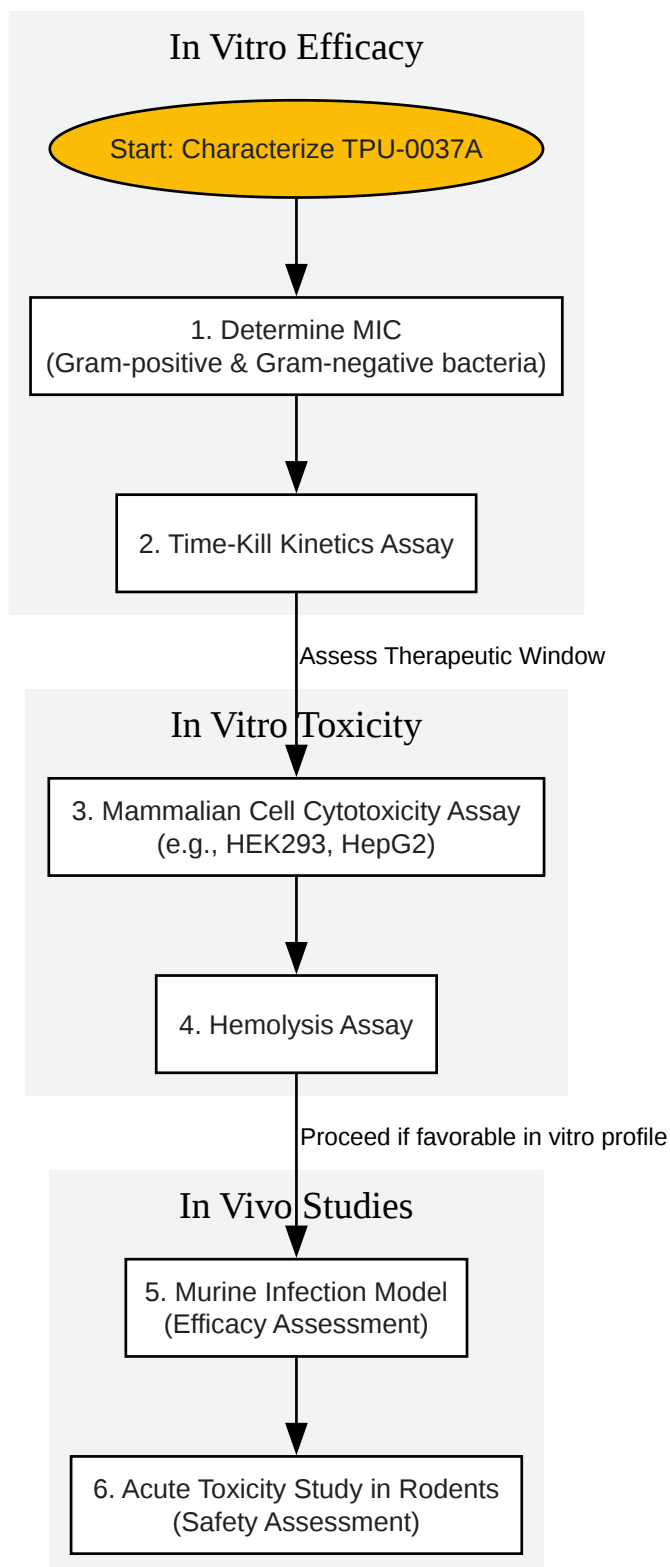 In Vitro Efficacy
Start: Characterize TPU-0037A
1. Determine MIC
(Gram-positive & Gram-negative bacteria)
2. Time-Kill Kinetics Assay
Assess Therapeutic Window
In Vitro Toxicity
3. Mammalian Cell Cytotoxicity Assay
(e.g., HEK293, HepG2)
4. Hemolysis Assay
Proceed if favorable in vitro profile
In Vivo Studies
5. Murine Infection Model
(Efficacy Assessment)
6. Acute Toxicity Study in Rodents
(Safety Assessment)